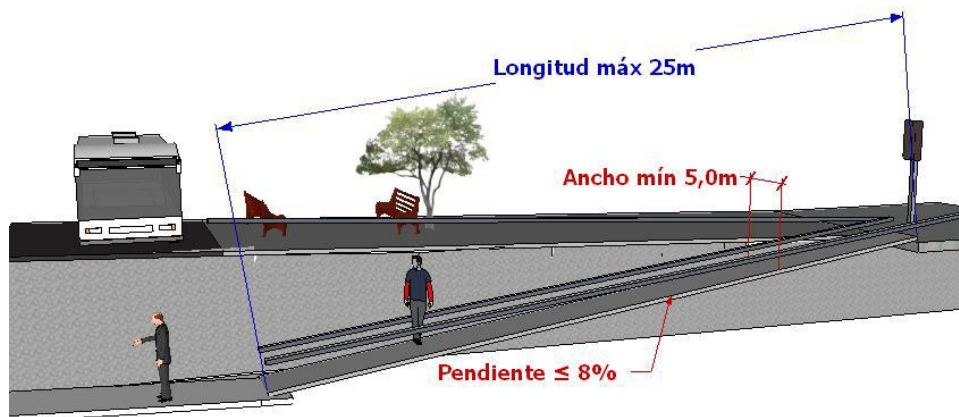 Longitud máx 25m
Ancho mín 5,0m
Pendiente ≤ 8%